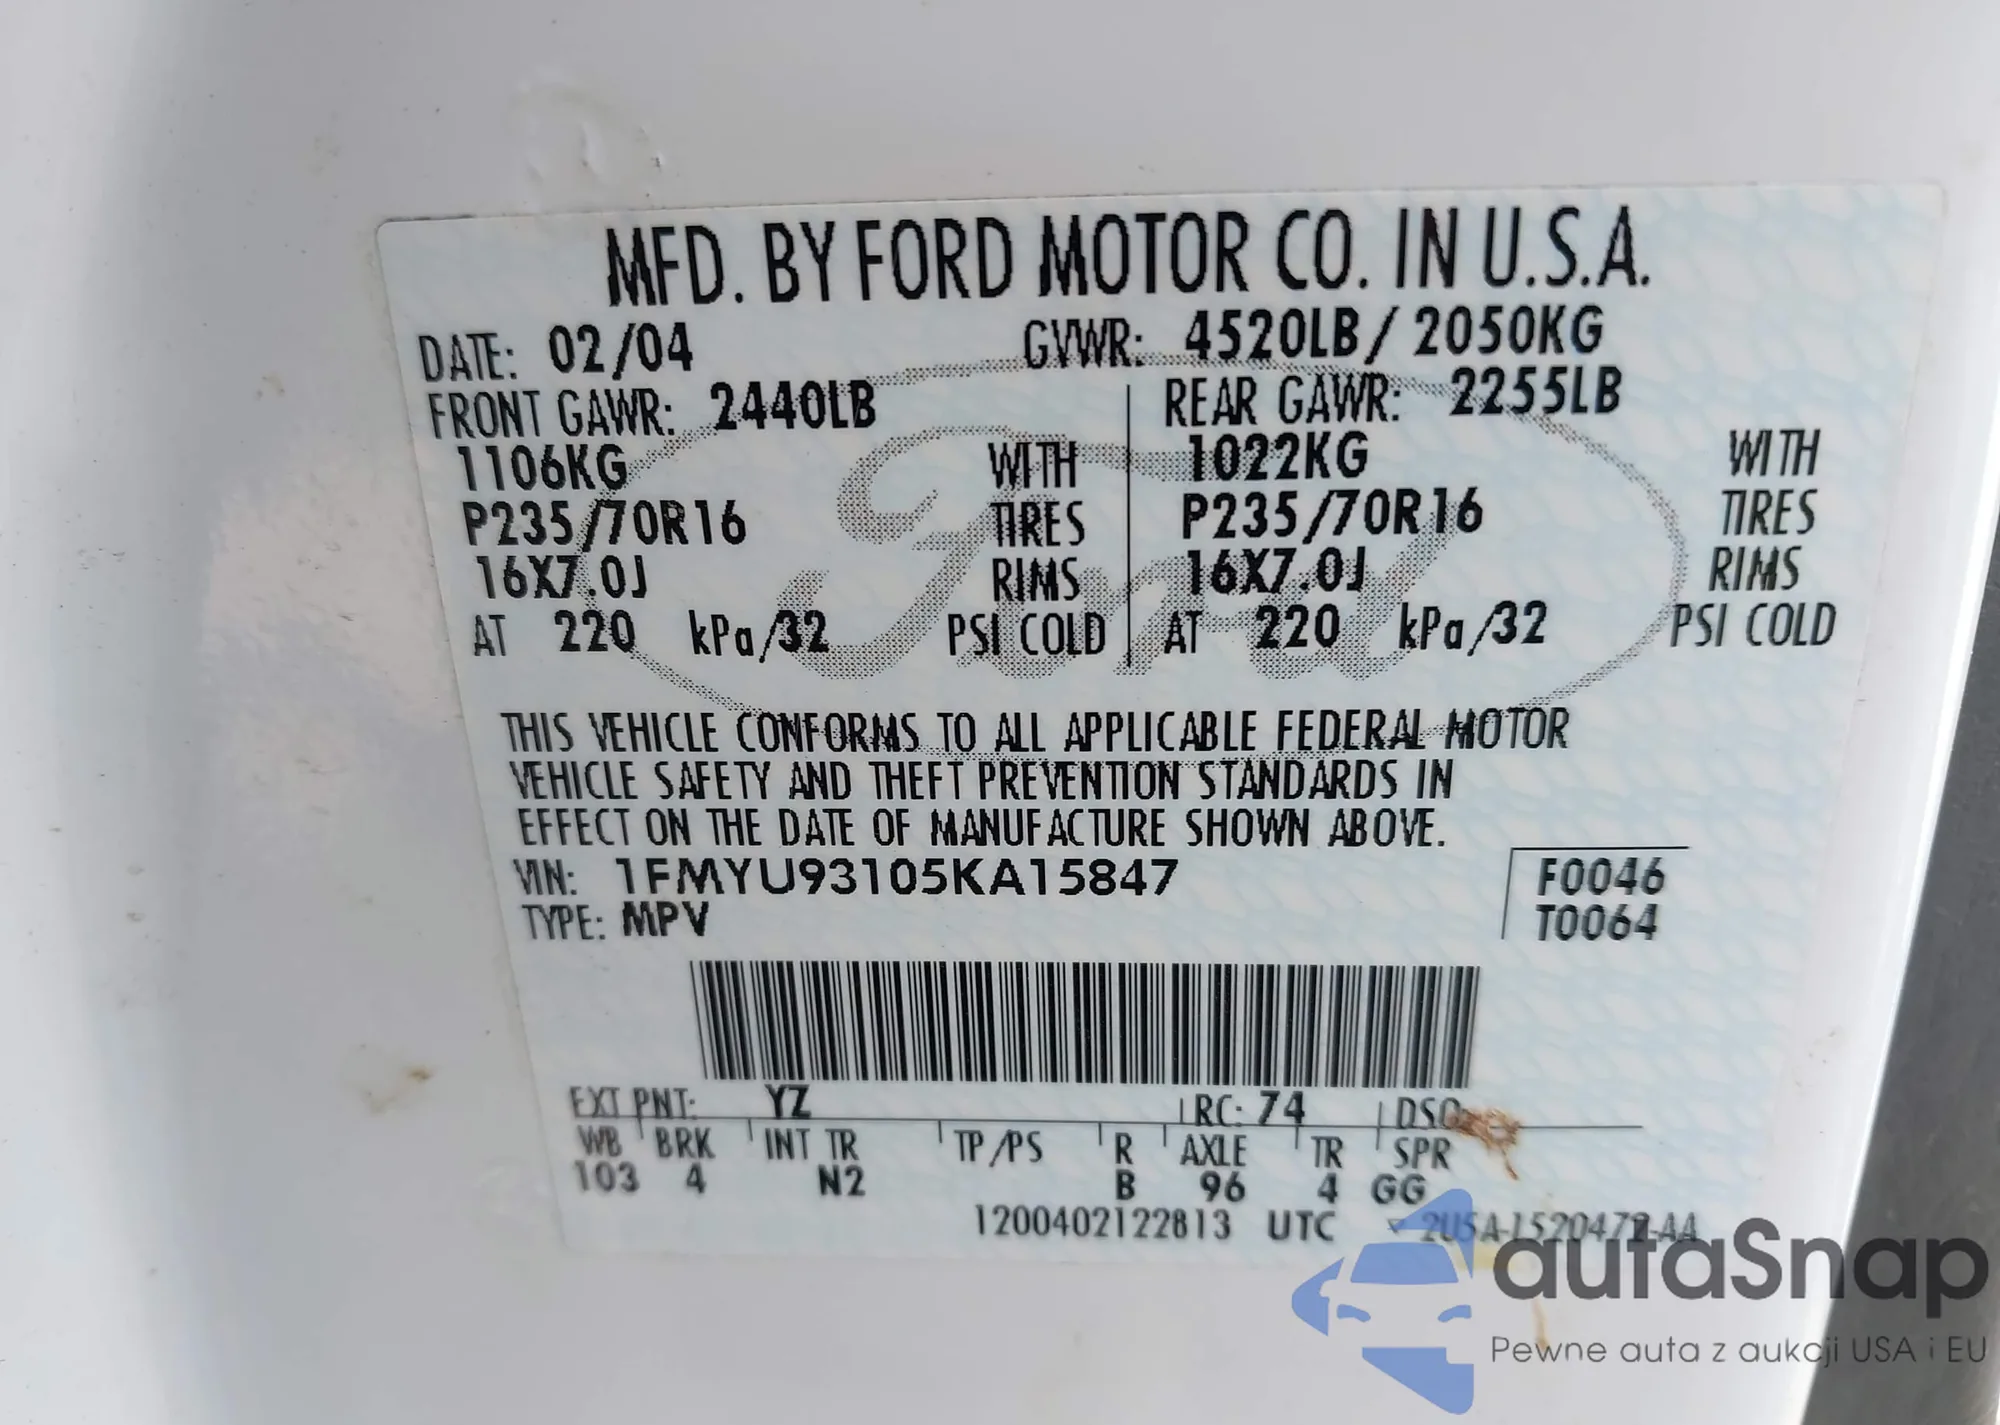 MFD. BY FORD MOTOR CO. IN U.S.A.
DATE: 02/04 GVWR: 4520LB/ 2050KG
FRONT GAWR: 2440LB REAR GAWR: 2255LB
1106KG WITH 1022KG WITH
P235/70R16 TIRES P235/70R16 TIRES
16X7.0J RIMS 16X7.0J RIMS
AT 220 kPa/32 PSI COLD AT 220 kPa/32 PSI COLD
Ford
THIS VEHICLE CONFORMS TO ALL APPLICABLE FEDERAL MOTOR
VEHICLE SAFETY AND THEFT PREVENTION STANDARDS IN
EFFECT ON THE DATE OF MANUFACTURE SHOWN ABOVE.
VIN: 1FMYU93105KA15847 F0046
TYPE: MPV T0064
EXT PNT: YZ RC: 74 DSO:
WB BRK INT TR TP/PS R AXLE TR SPR
103 4 N2 B 96 4 GG
1200402122813 UTC
autaSnap
Pewne auta z aukcji USA i EU